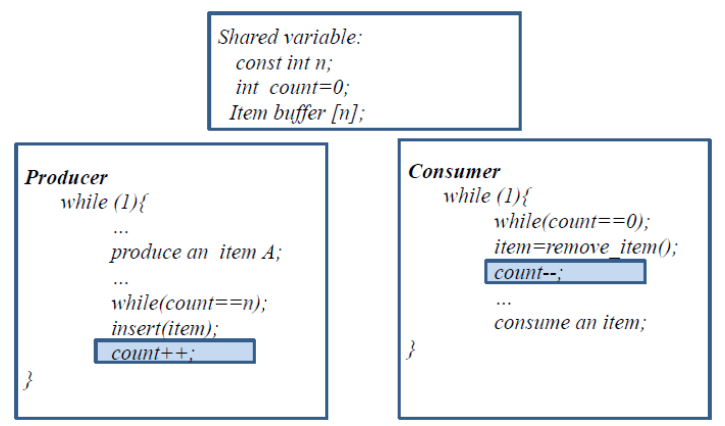 Shared variable:
const int n;
int count=0;
Item buffer [n];
Producer
while (1){
...
produce an item A;
...
while(count==n);
insert(item);
count++;
}
Consumer
while (1){
while(count==0);
item=remove_item();
count--;
...
consume an item;
}